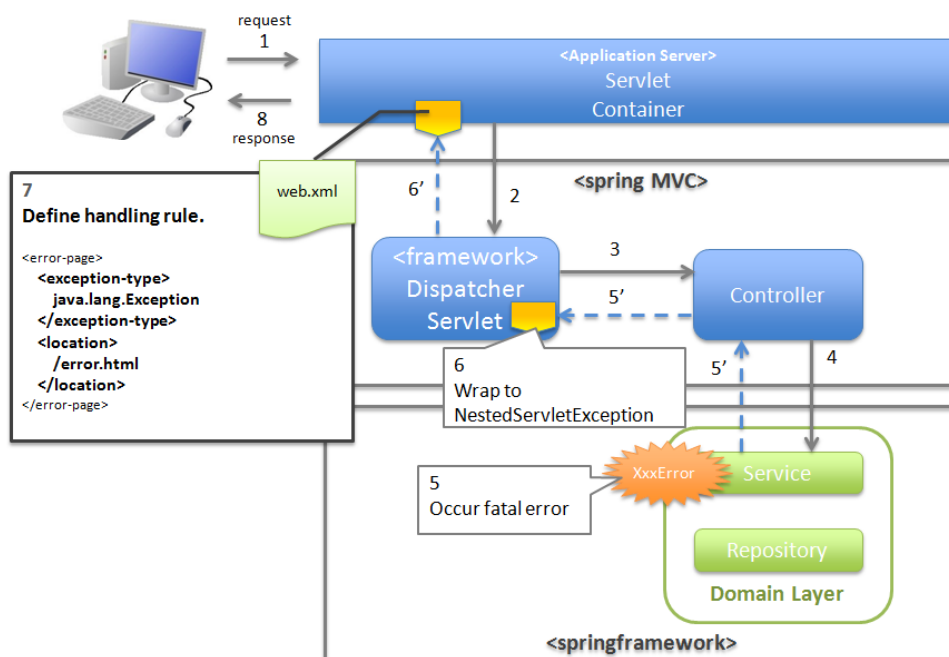 request
1
8
response
<Application Server>
Servlet
Container
web.xml
7
Define handling rule.
<error-page>
<exception-type>
java.lang.Exception
</exception-type>
<location>
/error.html
</location>
</error-page>
6’
2
<spring MVC>
<framework>
Dispatcher
Servlet
3
5’
Controller
6
Wrap to
NestedServletException
5’
4
5
Occur fatal error
XxxError
Service
Repository
Domain Layer
<springframework>